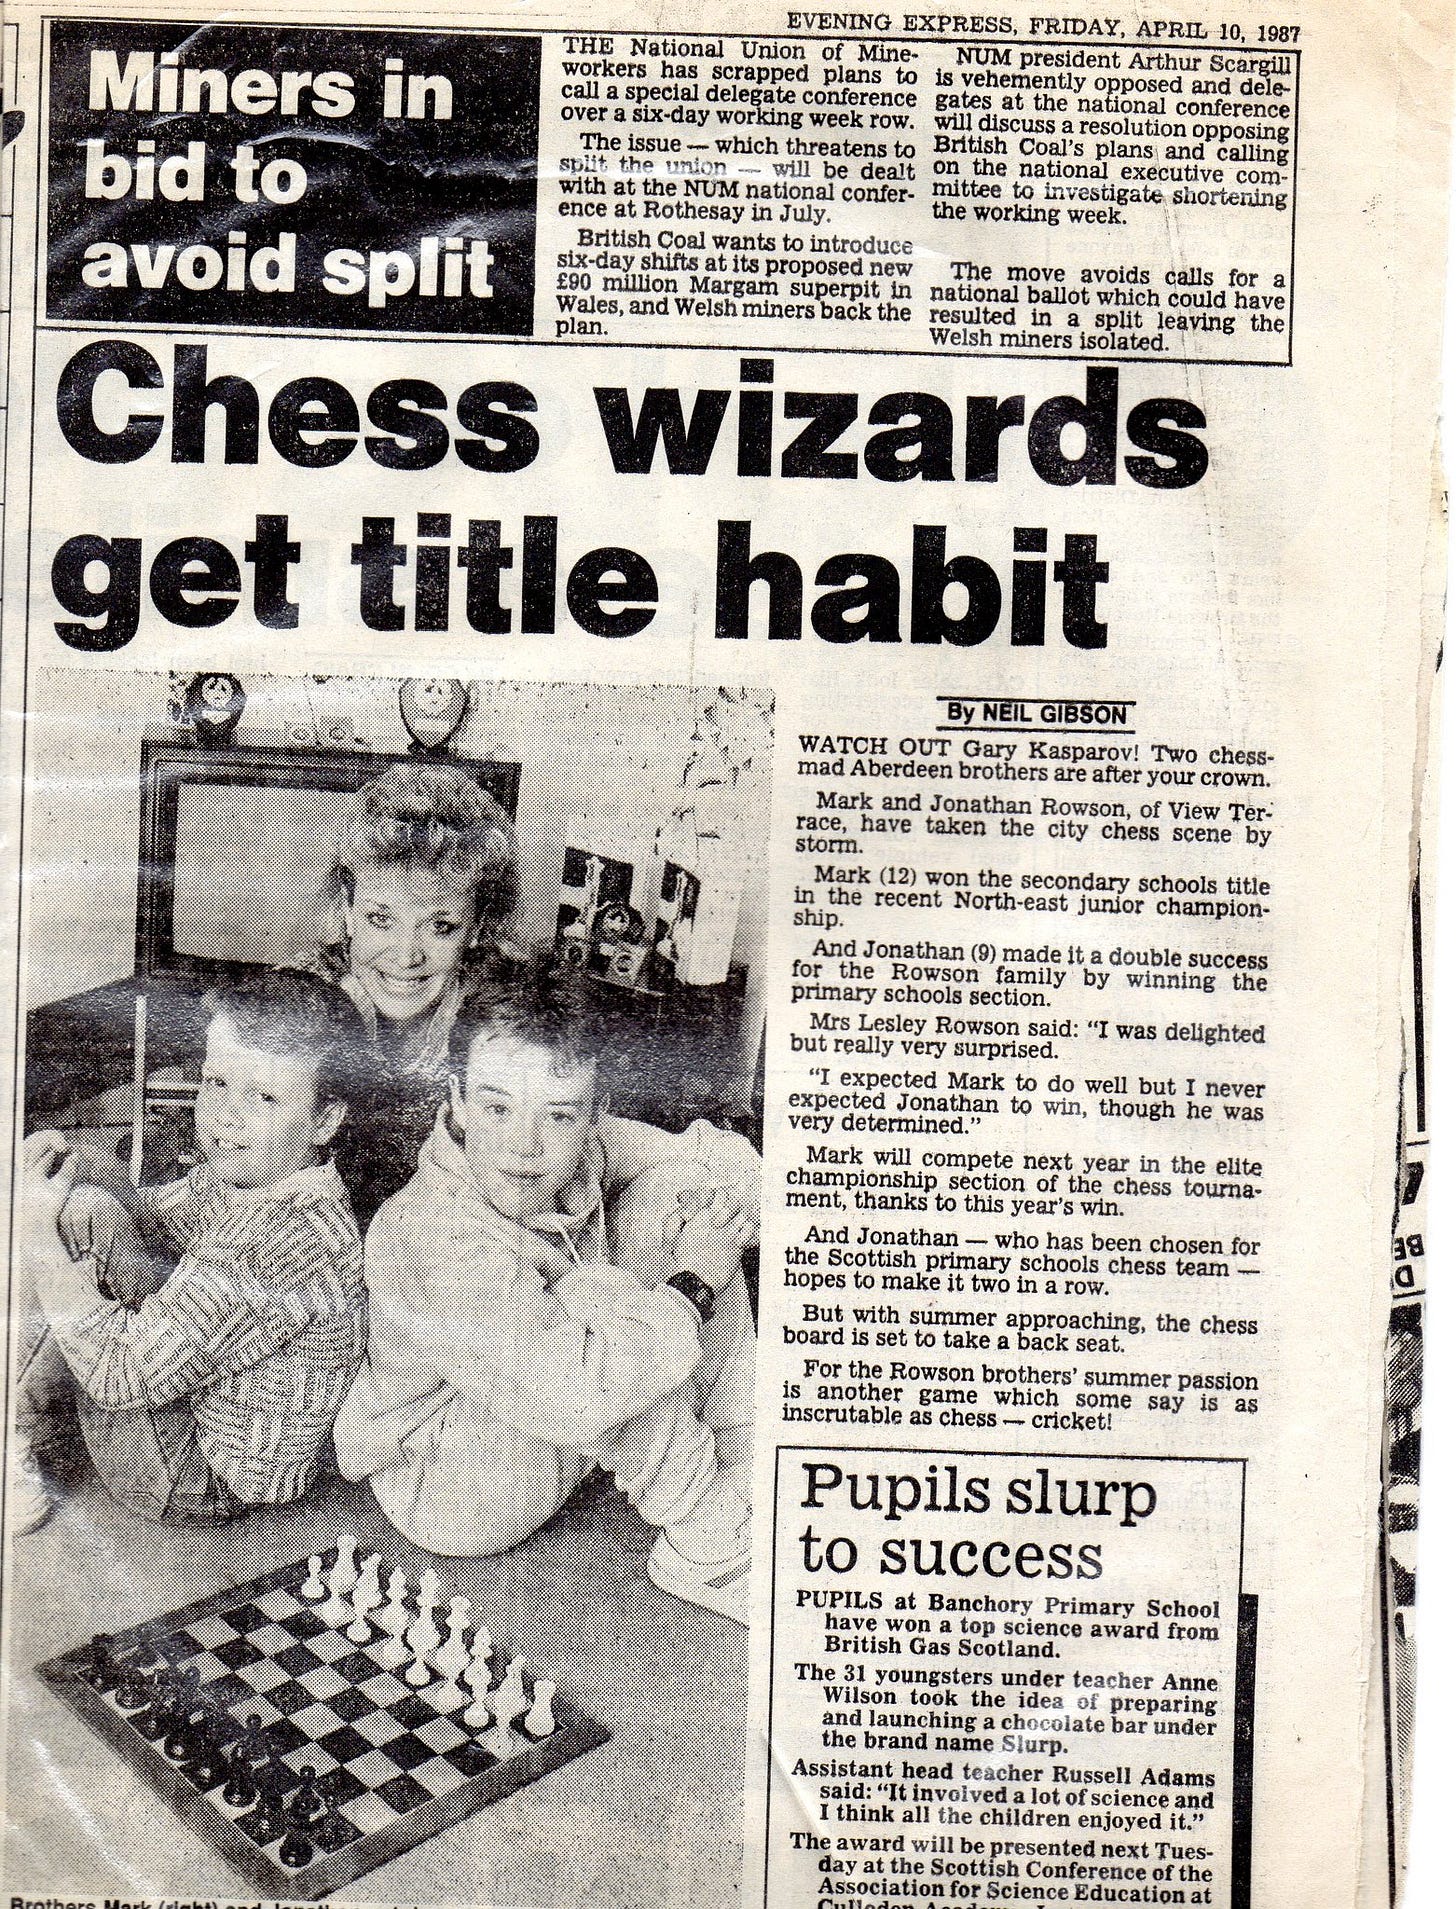 EVENING EXPRESS, FRIDAY, APRIL 10, 1987
Miners in
bid to
avoid split
THE National Union of Mine-
workers has scrapped plans to
call a special delegate conference
over a six-day working week row.
The issue — which threatens to
split the union — will be dealt
with at the NUM national confer-
ence at Rothesay in July.
British Coal wants to introduce
six-day shifts at its proposed new
£90 million Margam superpit in
Wales, and Welsh miners back the
plan.
NUM president Arthur Scargill
is vehemently opposed and dele-
gates at the national conference
will discuss a resolution opposing
British Coal's plans and calling
on the national executive com-
mittee to investigate shortening
the working week.
The move avoids calls for a
national ballot which could have
resulted in a split leaving the
Welsh miners isolated.
Chess wizards
get title habit
By NEIL GIBSON
WATCH OUT Gary Kasparov! Two chess-
mad Aberdeen brothers are after your crown.
Mark and Jonathan Rowson, of View Ter-
race, have taken the city chess scene by
storm.
Mark (12) won the secondary schools title
in the recent North-east junior champion-
ship.
And Jonathan (9) made it a double success
for the Rowson family by winning the
primary schools section.
Mrs Lesley Rowson said: "I was delighted
but really very surprised.
"I expected Mark to do well but I never
expected Jonathan to win, though he was
very determined."
Mark will compete next year in the elite
championship section of the chess tourna-
ment, thanks to this year's win.
And Jonathan — who has been chosen for
the Scottish primary schools chess team —
hopes to make it two in a row.
But with summer approaching, the chess
board is set to take a back seat.
For the Rowson brothers' summer passion
is another game which some say is as
inscrutable as chess — cricket!
Pupils slurp
to success
PUPILS at Banchory Primary School
have won a top science award from
British Gas Scotland.
The 31 youngsters under teacher Anne
Wilson took the idea of preparing
and launching a chocolate bar under
the brand name Slurp.
Assistant head teacher Russell Adams
said: "It involved a lot of science and
I think all the children enjoyed it."
The award will be presented next Tues-
day at the Scottish Conference of the
Association for Science Education at
Brothers Mark (right) and